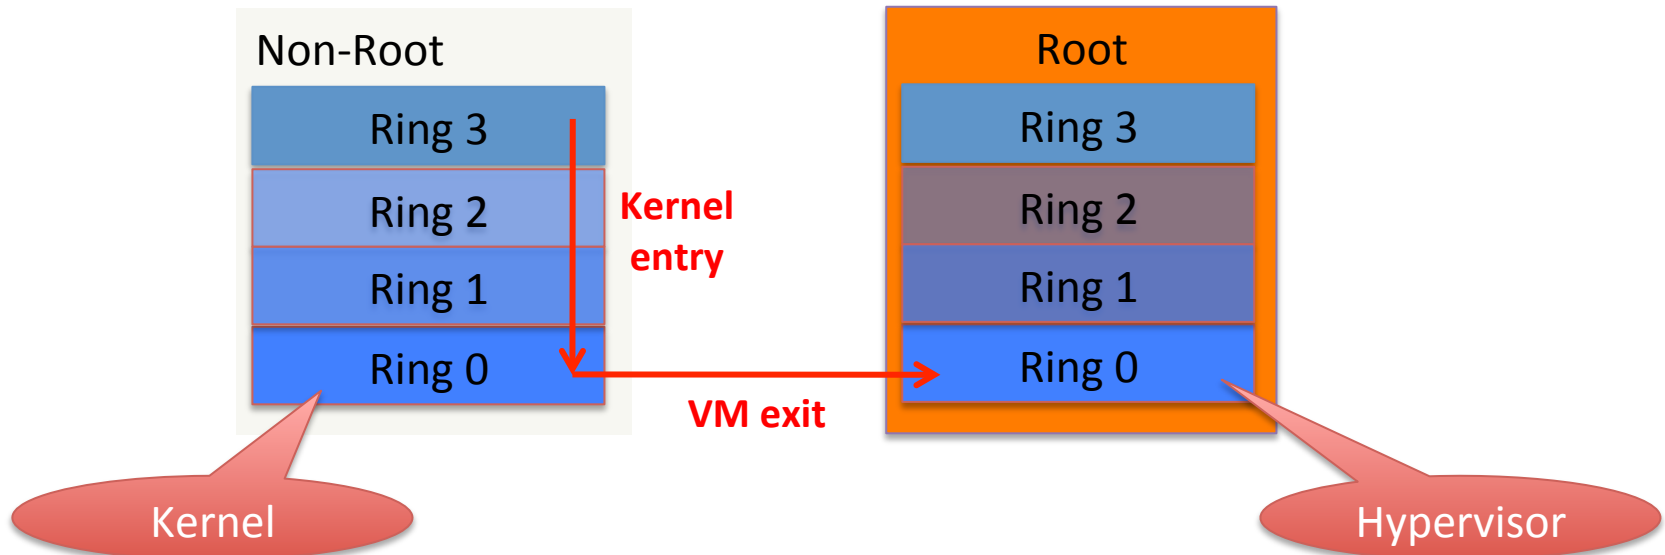 Non-Root
Ring 3
Ring 2
Ring 1
Ring 0
Kernel
entry
VM exit
Root
Ring 3
Ring 2
Ring 1
Ring 0
Kernel
Hypervisor